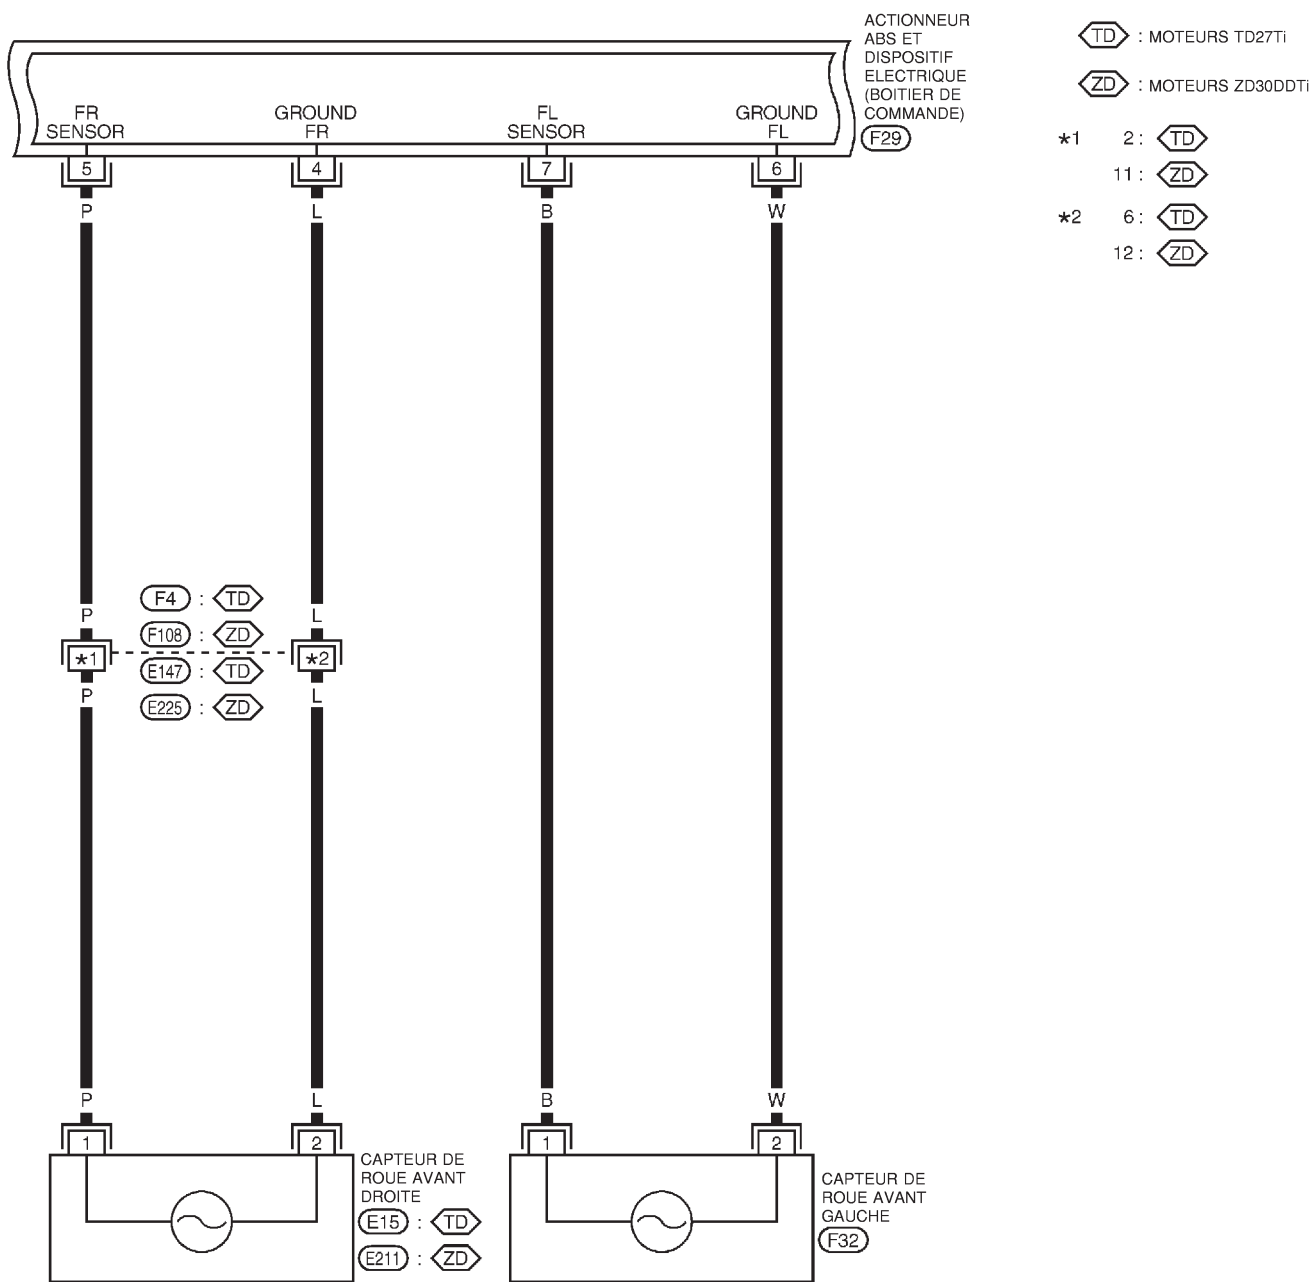 ACTIONNEUR
ABS ET
DISPOSITIF
ELECTRIQUE
(BOITIER DE
COMMANDE)
F29
TD : MOTEURS TD27Ti
ZD : MOTEURS ZD30DDTi
*1 2 : TD
11 : ZD
*2 6 : TD
12 : ZD
FR
SENSOR
GROUND
FR
FL
SENSOR
GROUND
FL
5 4 7 6
P L B W
F4 : TD
P L
F108 : ZD
*1 *2
E147 : TD
P L
E225 : ZD
P L B W
1 2 1 2
CAPTEUR DE
ROUE AVANT
DROITE
E15 : TD
E211 : ZD
CAPTEUR DE
ROUE AVANT
GAUCHE
F32